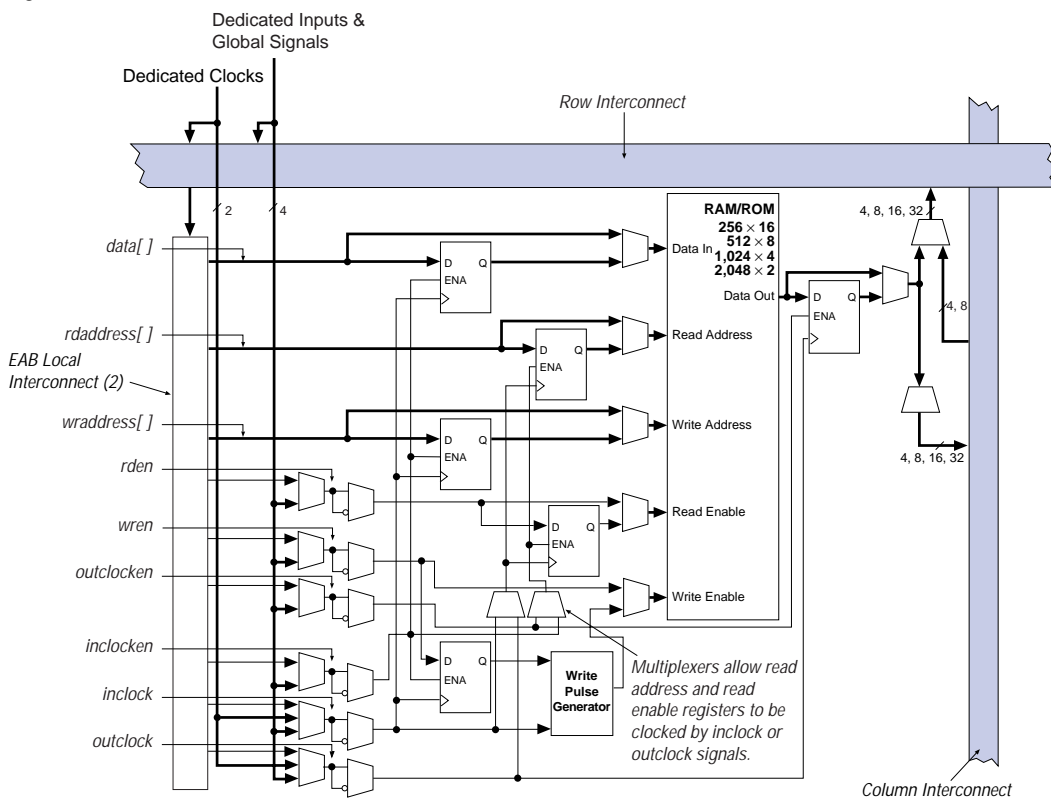 Dedicated Inputs &
Global Signals
Dedicated Clocks
Row Interconnect
2
4
RAM/ROM
256 × 16
512 × 8
1,024 × 4
2,048 × 2
4, 8, 16, 32
data[ ]
D
Q
ENA
Data In
Data Out
D
Q
ENA
4, 8
rdaddress[ ]
D
Q
ENA
Read Address
EAB Local
Interconnect (2)
wraddress[ ]
D
Q
ENA
Write Address
4, 8, 16, 32
rden
Read Enable
wren
D
Q
ENA
outclocken
Write Enable
inclocken
D
Q
ENA
Write
Pulse
Generator
Multiplexers allow read
address and read
enable registers to be
clocked by inclock or
outclock signals.
inclock
outclock
Column Interconnect